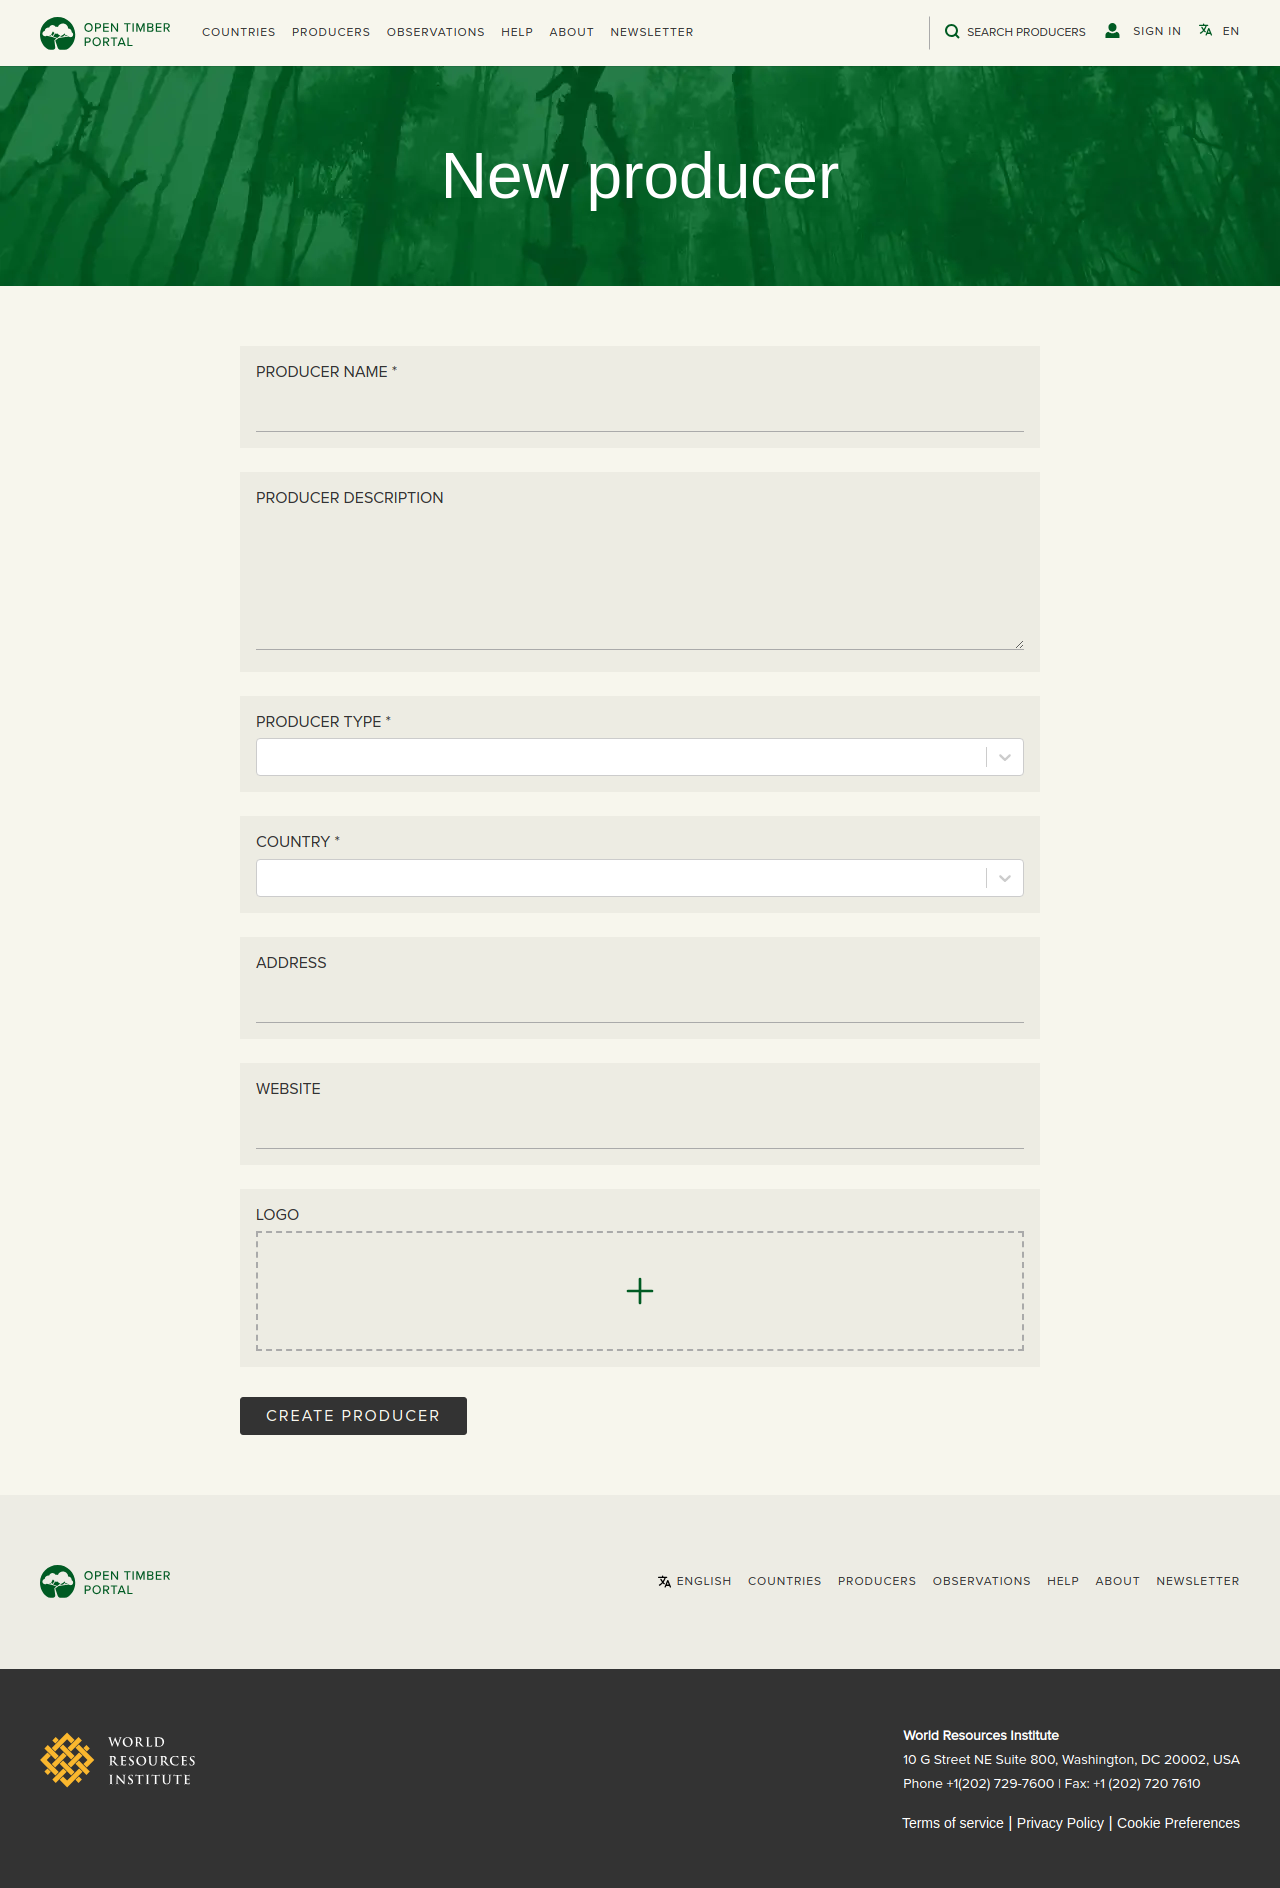 OPEN TIMBER
PORTAL
COUNTRIES PRODUCERS OBSERVATIONS HELP ABOUT NEWSLETTER
SEARCH PRODUCERS SIGN IN EN
New producer
PRODUCER NAME *
PRODUCER DESCRIPTION
PRODUCER TYPE *
COUNTRY *
ADDRESS
WEBSITE
LOGO
CREATE PRODUCER
OPEN TIMBER
PORTAL
ENGLISH COUNTRIES PRODUCERS OBSERVATIONS HELP ABOUT NEWSLETTER
WORLD
RESOURCES
INSTITUTE
World Resources Institute
10 G Street NE Suite 800, Washington, DC 20002, USA
Phone +1(202) 729-7600 | Fax: +1 (202) 720 7610
Terms of service | Privacy Policy | Cookie Preferences